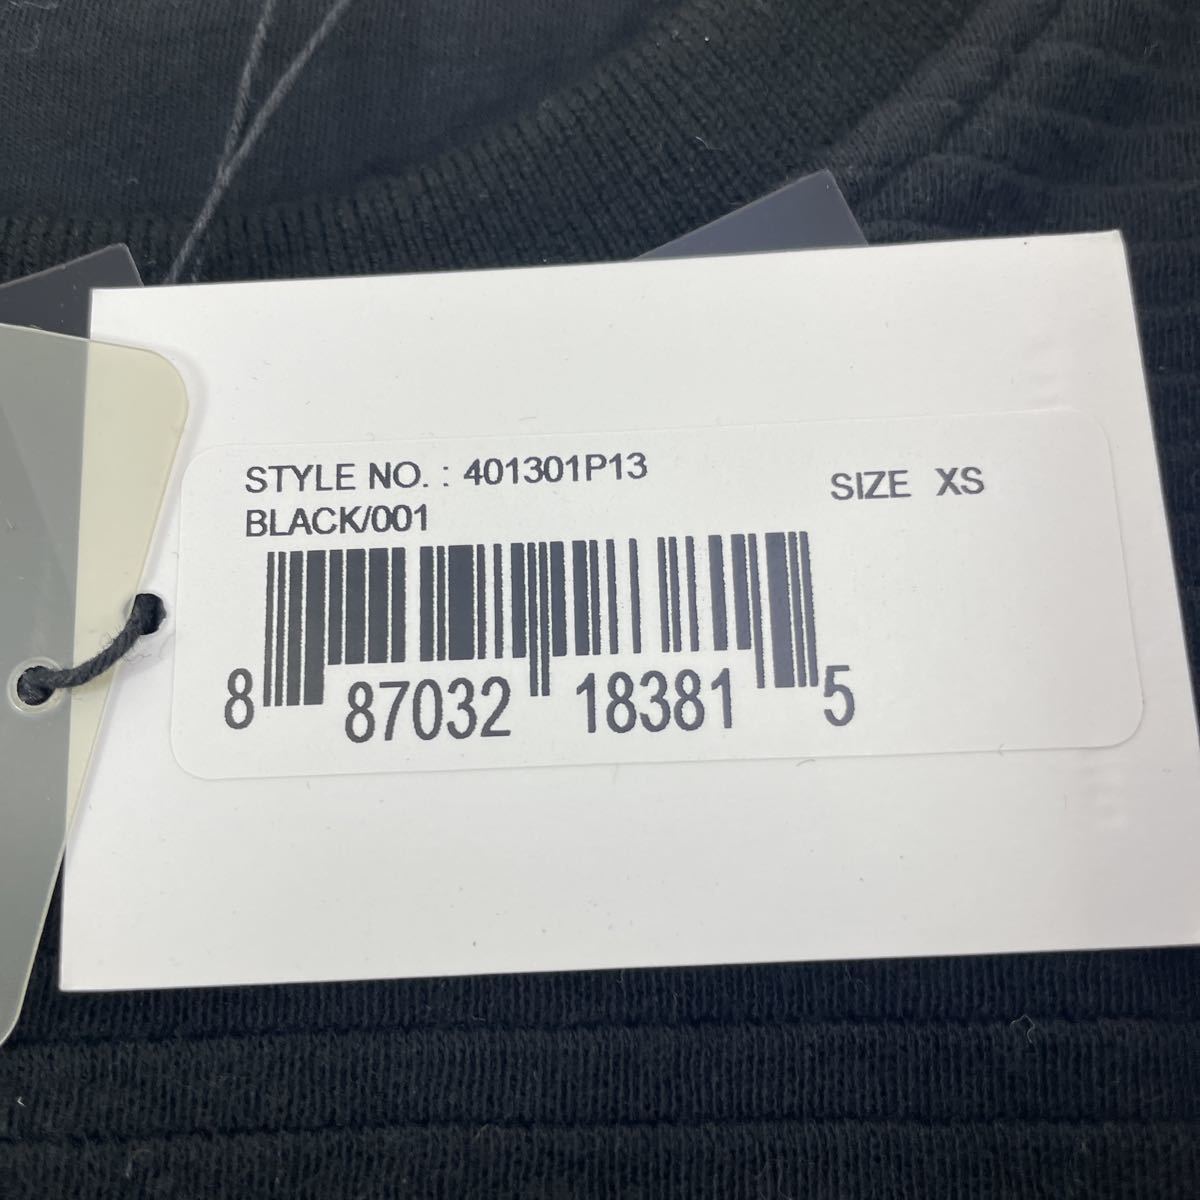 STYLE NO. : 401301P13
SIZE XS
BLACK/001
8 87032 18381 5